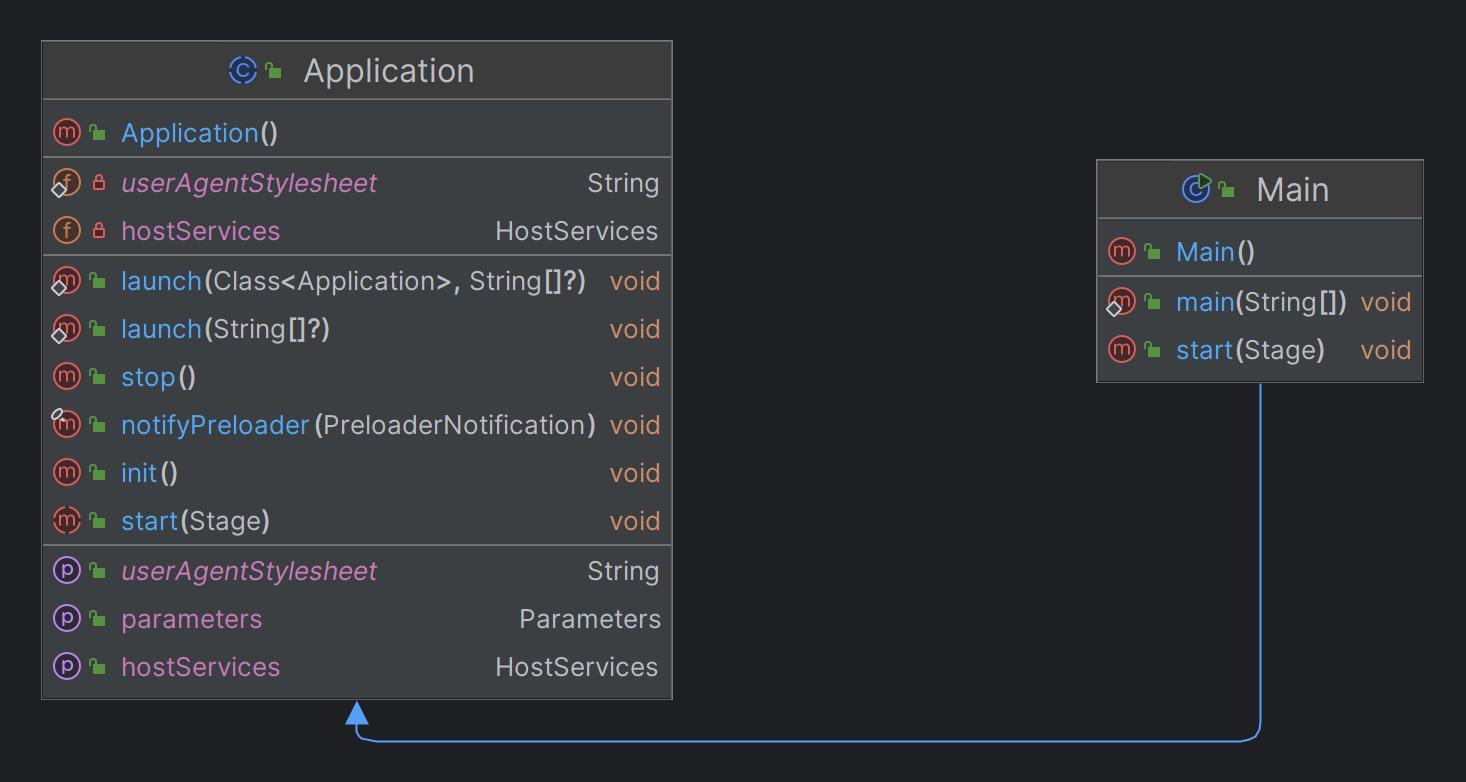 Application
Application()
userAgentStylesheet String
hostServices HostServices
launch(Class<Application>, String[]?) void
launch(String[]?) void
stop() void
notifyPreloader(PreloaderNotification) void
init() void
start(Stage) void
userAgentStylesheet String
parameters Parameters
hostServices HostServices
Main
Main()
main(String[]) void
start(Stage) void